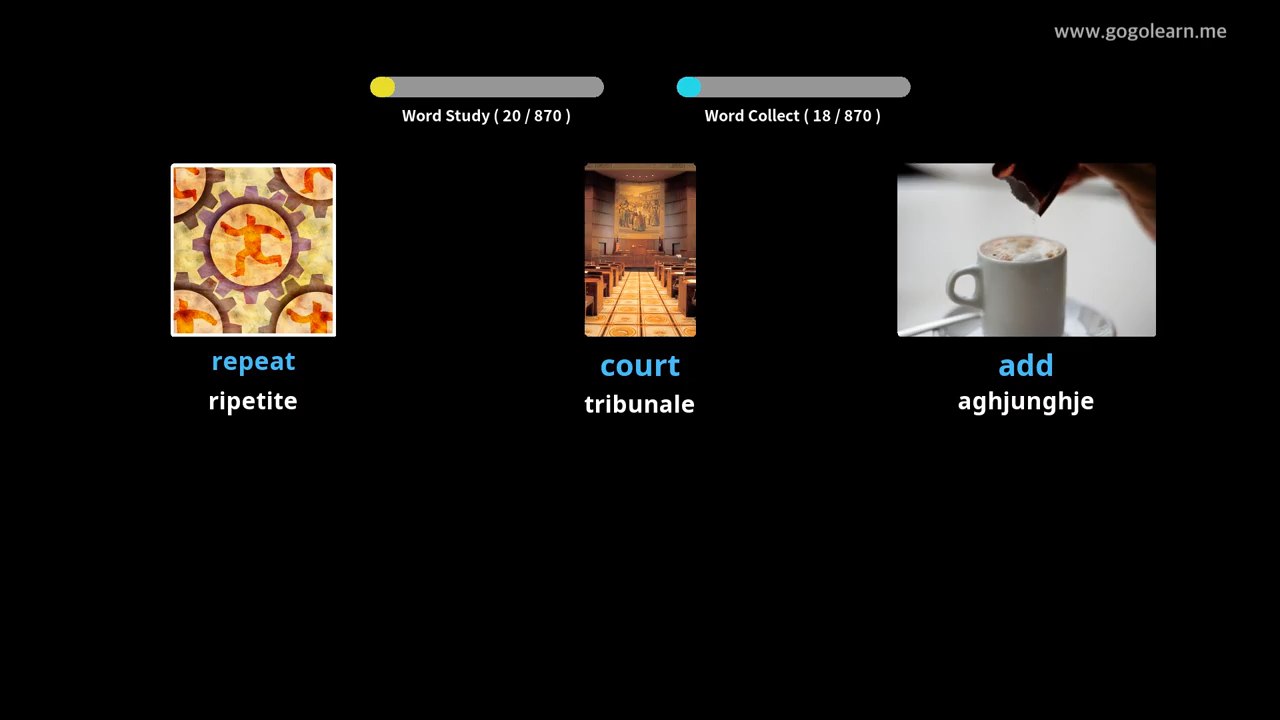 www.gogolearn.me
Word Study ( 20 / 870 )
Word Collect ( 18 / 870 )
repeat
ripetite
court
tribunale
add
aghjunghje